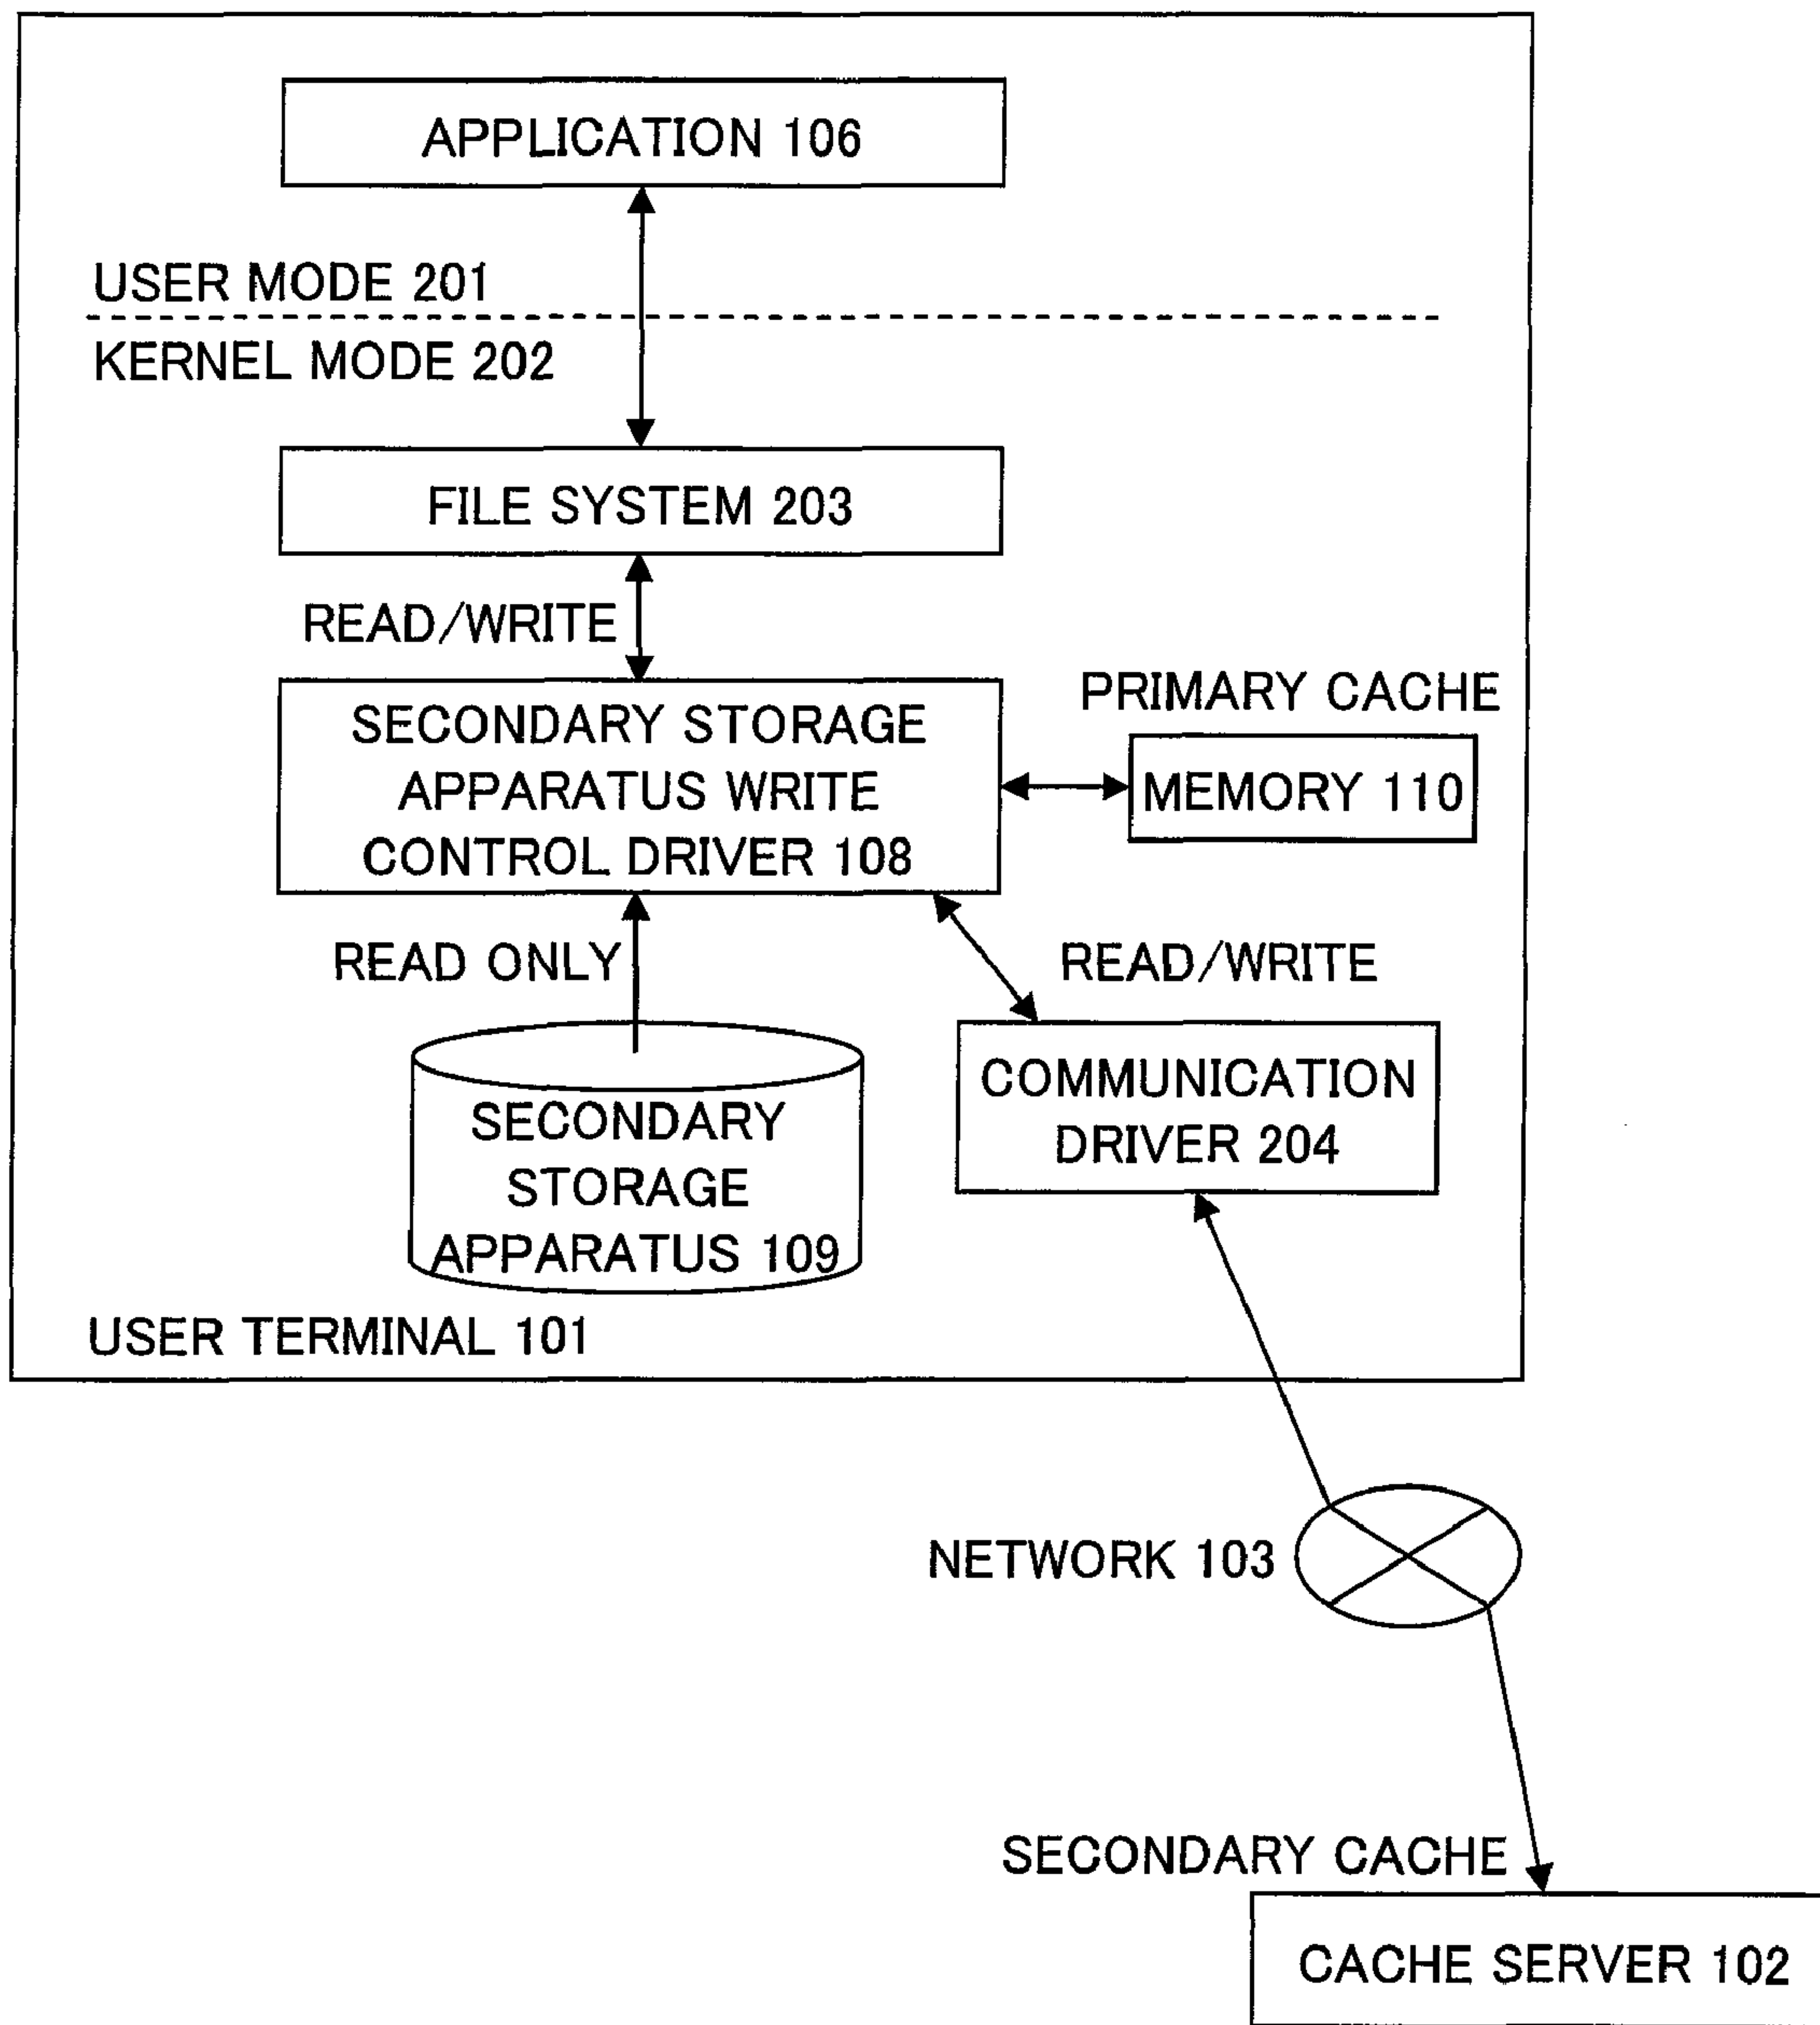 APPLICATION 106
USER MODE 201
KERNEL MODE 202
FILE SYSTEM 203
READ/WRITE
SECONDARY STORAGE
APPARATUS WRITE
CONTROL DRIVER 108
PRIMARY CACHE
MEMORY 110
READ ONLY
READ/WRITE
SECONDARY
STORAGE
APPARATUS 109
COMMUNICATION
DRIVER 204
USER TERMINAL 101
NETWORK 103
SECONDARY CACHE
CACHE SERVER 102